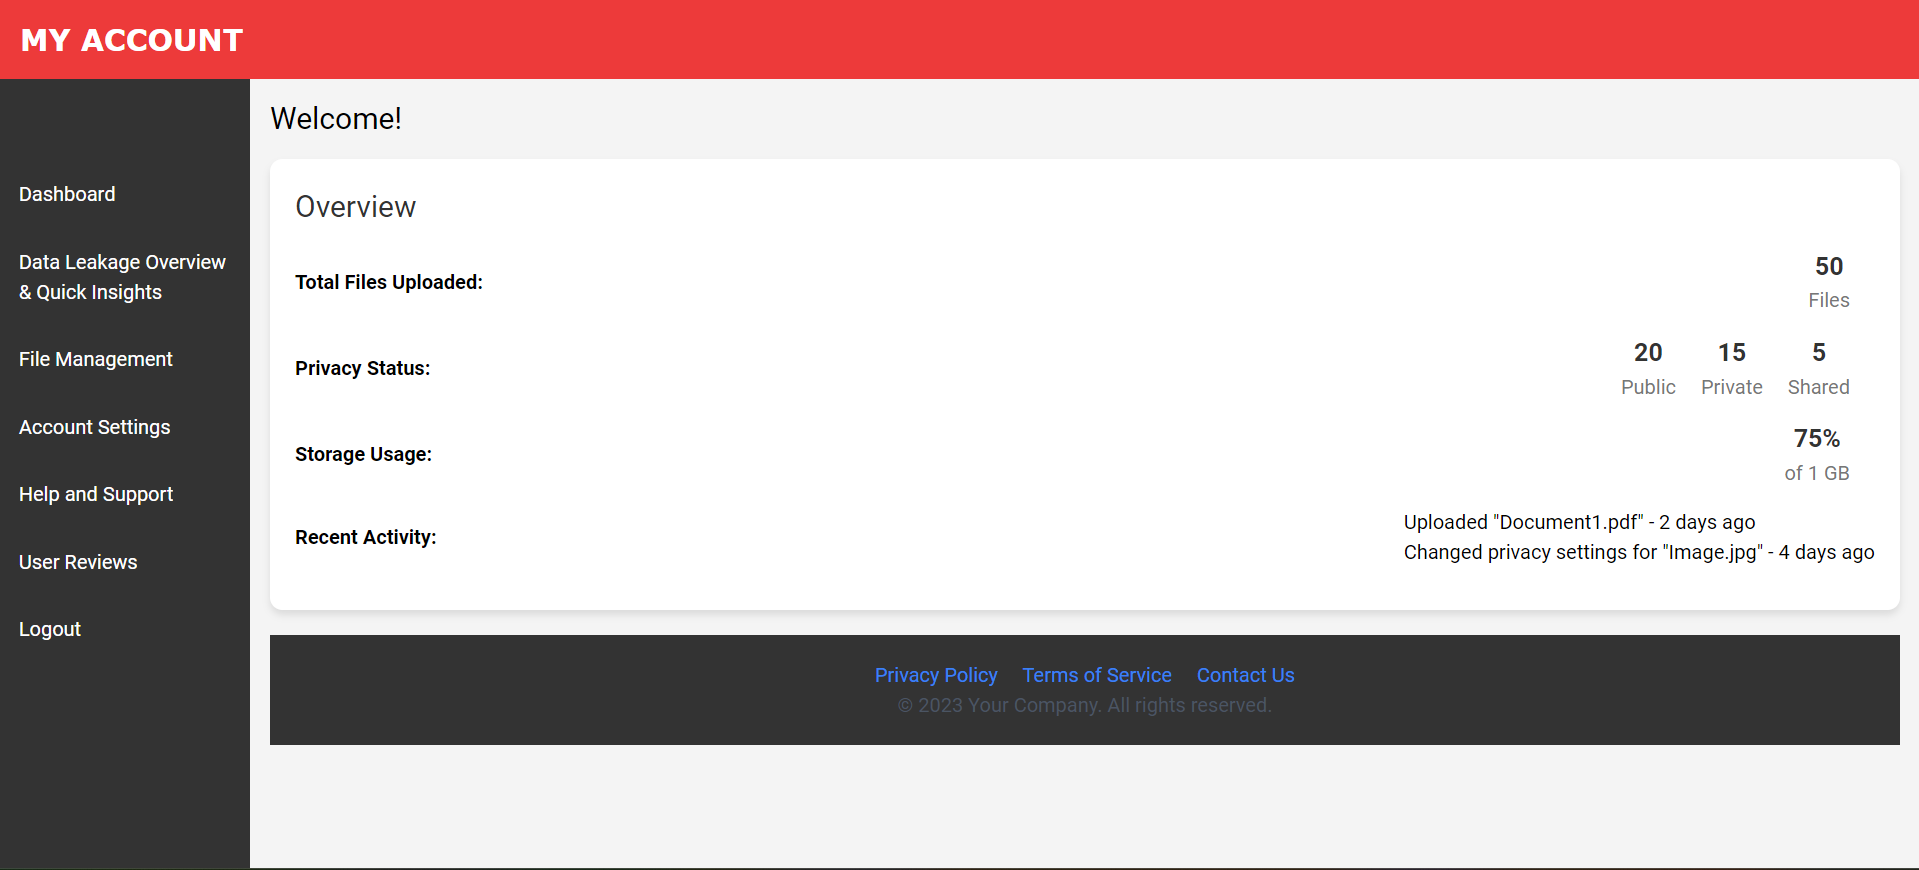 MY ACCOUNT
Dashboard
Data Leakage Overview
& Quick Insights
File Management
Account Settings
Help and Support
User Reviews
Logout
Welcome!
Overview
Total Files Uploaded:
50
Files
Privacy Status:
20 15 5
Public Private Shared
Storage Usage:
75%
of 1 GB
Recent Activity:
Uploaded "Document1.pdf" - 2 days ago
Changed privacy settings for "Image.jpg" - 4 days ago
Privacy Policy Terms of Service Contact Us
© 2023 Your Company. All rights reserved.